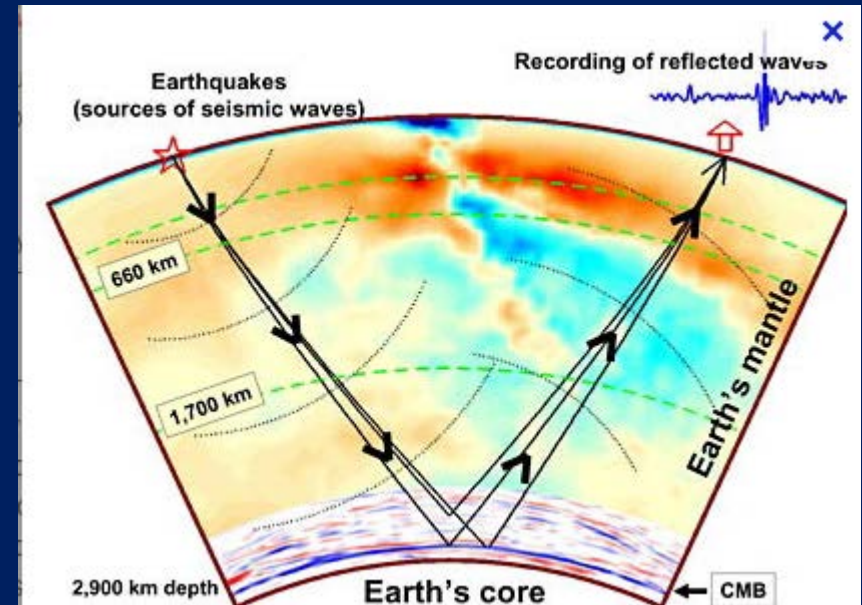 Earthquakes
(sources of seismic waves)
Recording of reflected waves
660 km
1,700 km
Earth's mantle
2,900 km depth
Earth's core
CMB